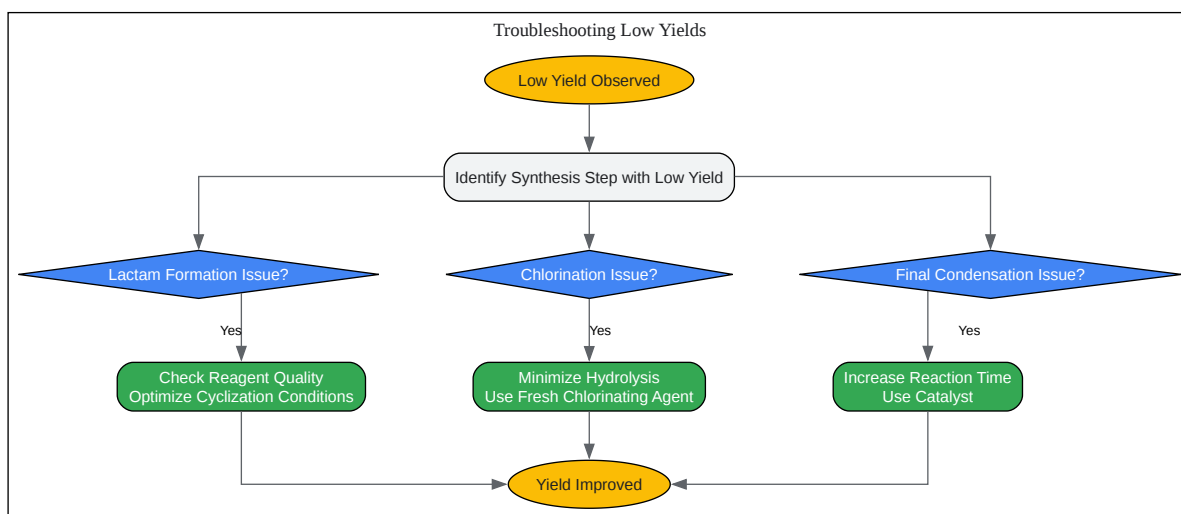 Troubleshooting Low Yields
Low Yield Observed
Identify Synthesis Step with Low Yield
Lactam Formation Issue?
Chlorination Issue?
Final Condensation Issue?
Yes
Yes
Yes
Check Reagent Quality
Optimize Cyclization Conditions
Minimize Hydrolysis
Use Fresh Chlorinating Agent
Increase Reaction Time
Use Catalyst
Yield Improved